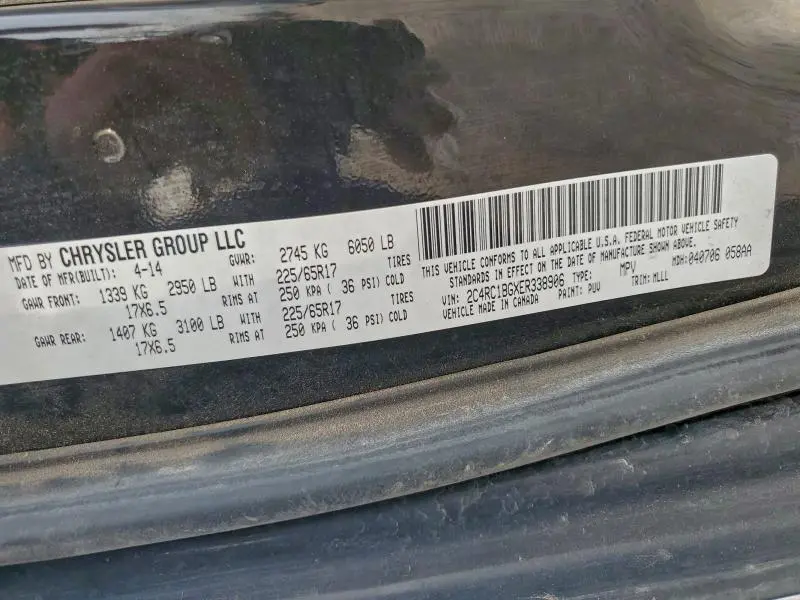 MFD BY CHRYSLER GROUP LLC
DATE OF MFR(BUILT): 4-14 GVWR: 2745 KG 6050 LB
GAWR FRONT: 1339 KG 2950 LB WITH 225/65R17 TIRES
17X6.5 RIMS AT 250 KPA ( 36 PSI) COLD
GAWR REAR: 1407 KG 3100 LB WITH 225/65R17 TIRES
17X6.5 RIMS AT 250 KPA ( 36 PSI) COLD
THIS VEHICLE CONFORMS TO ALL APPLICABLE U.S.A. FEDERAL MOTOR VEHICLE SAFETY
STANDARDS IN EFFECT ON THE DATE OF MANUFACTURE SHOWN ABOVE.
VIN: 2C4RC1BGXER338906 TYPE: MPV MDH: 040706 058AA
VEHICLE MADE IN CANADA PAINT: PUV TRIM: MLLL